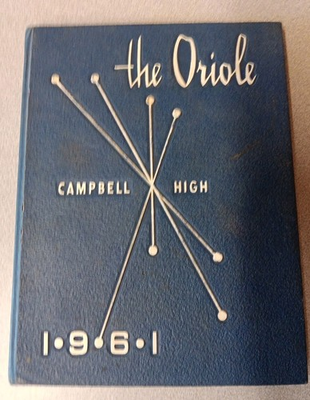 the Oriole
CAMPBELL HIGH
1•9•6•1